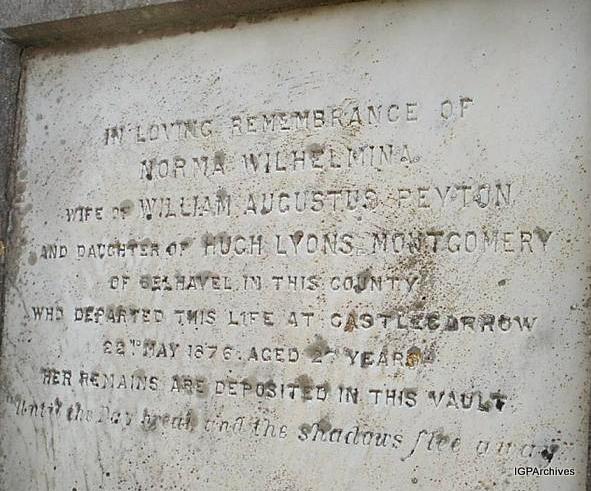 IN LOVING REMEMBRANCE OF
NORMA WILHELMINA
WIFE OF WILLIAM AUGUSTUS PEYTON
AND DAUGHTER OF HUGH LYONS MONTGOMERY
OF BELHAVEL IN THIS COUNTY
WHO DEPARTED THIS LIFE AT CASTLECARROW
22ND MAY 1876. AGED YEARS
HER REMAINS ARE DEPOSITED IN THIS VAULT.
"Until the Day break and the shadows flee away
IGPArchives